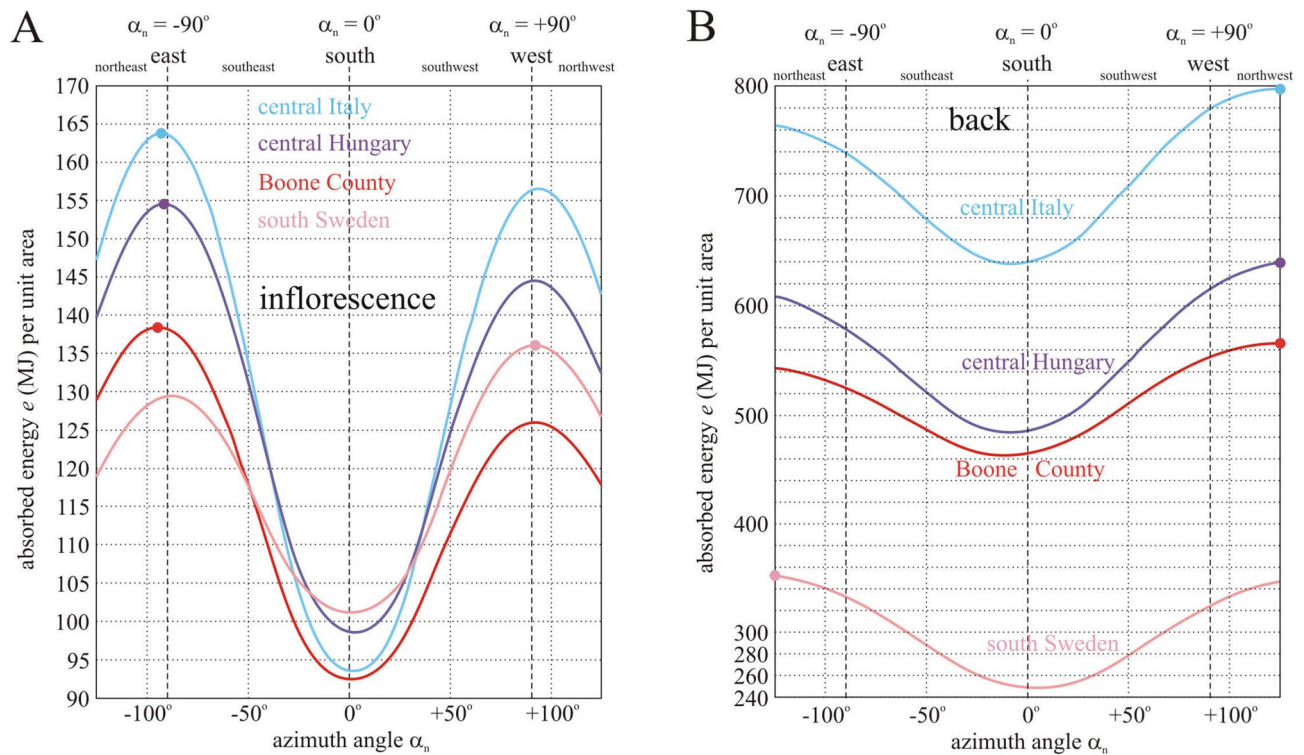 A
αₙ = -90°
αₙ = 0°
αₙ = +90°
northeast east southeast south southwest west northwest
170
165
160
155
150
145
140
135
130
125
120
115
110
105
100
95
90
absorbed energy e (MJ) per unit area
central Italy
central Hungary
Boone County
south Sweden
inflorescence
-100° -50° 0 +50° +100°
azimuth angle αₙ
B
αₙ = -90°
αₙ = 0°
αₙ = +90°
northeast east southeast south southwest west northwest
800
700
600
500
400
300
280
260
240
absorbed energy e (MJ) per unit area
back
central Italy
central Hungary
Boone County
south Sweden
-100° -50° 0° +50° +100°
azimuth angle αₙ